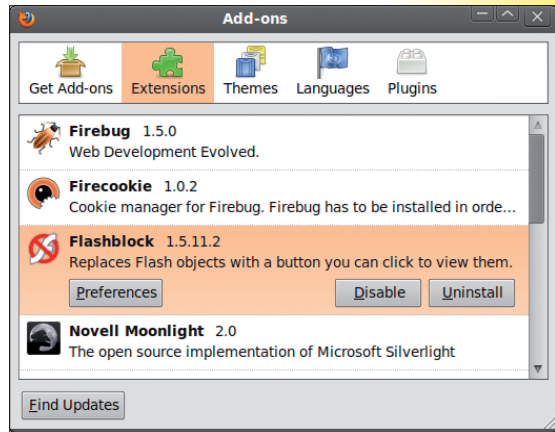 Add-ons
Get Add-ons Extensions Themes Languages Plugins
Firebug 1.5.0
Web Development Evolved.
Firecookie 1.0.2
Cookie manager for Firebug. Firebug has to be installed in orde...
Flashblock 1.5.11.2
Replaces Flash objects with a button you can click to view them.
Preferences Disable Uninstall
Novell Moonlight 2.0
The open source implementation of Microsoft Silverlight
Find Updates